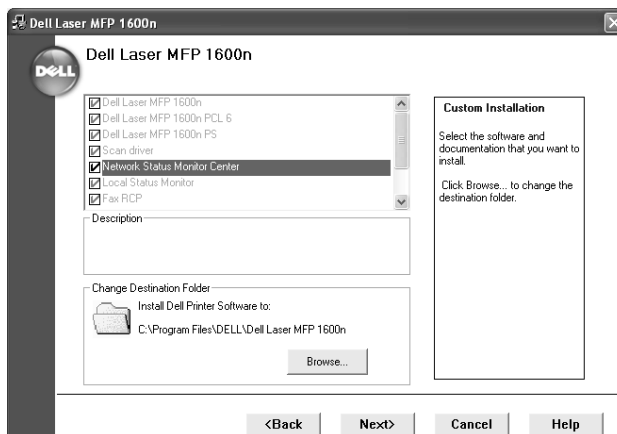 Dell Laser MFP 1600n
DELL
Dell Laser MFP 1600n
Dell Laser MFP 1600n
Dell Laser MFP 1600n PCL 6
Dell Laser MFP 1600n PS
Scan driver
Network Status Monitor Center
Local Status Monitor
Fax RCP
Description
Change Destination Folder
Install Dell Printer Software to:
C:\Program Files\DELL\Dell Laser MFP 1600n
Browse...
Custom Installation
Select the software and
documentation that you want to
install.
Click Browse... to change the
destination folder.
<Back
Next>
Cancel
Help